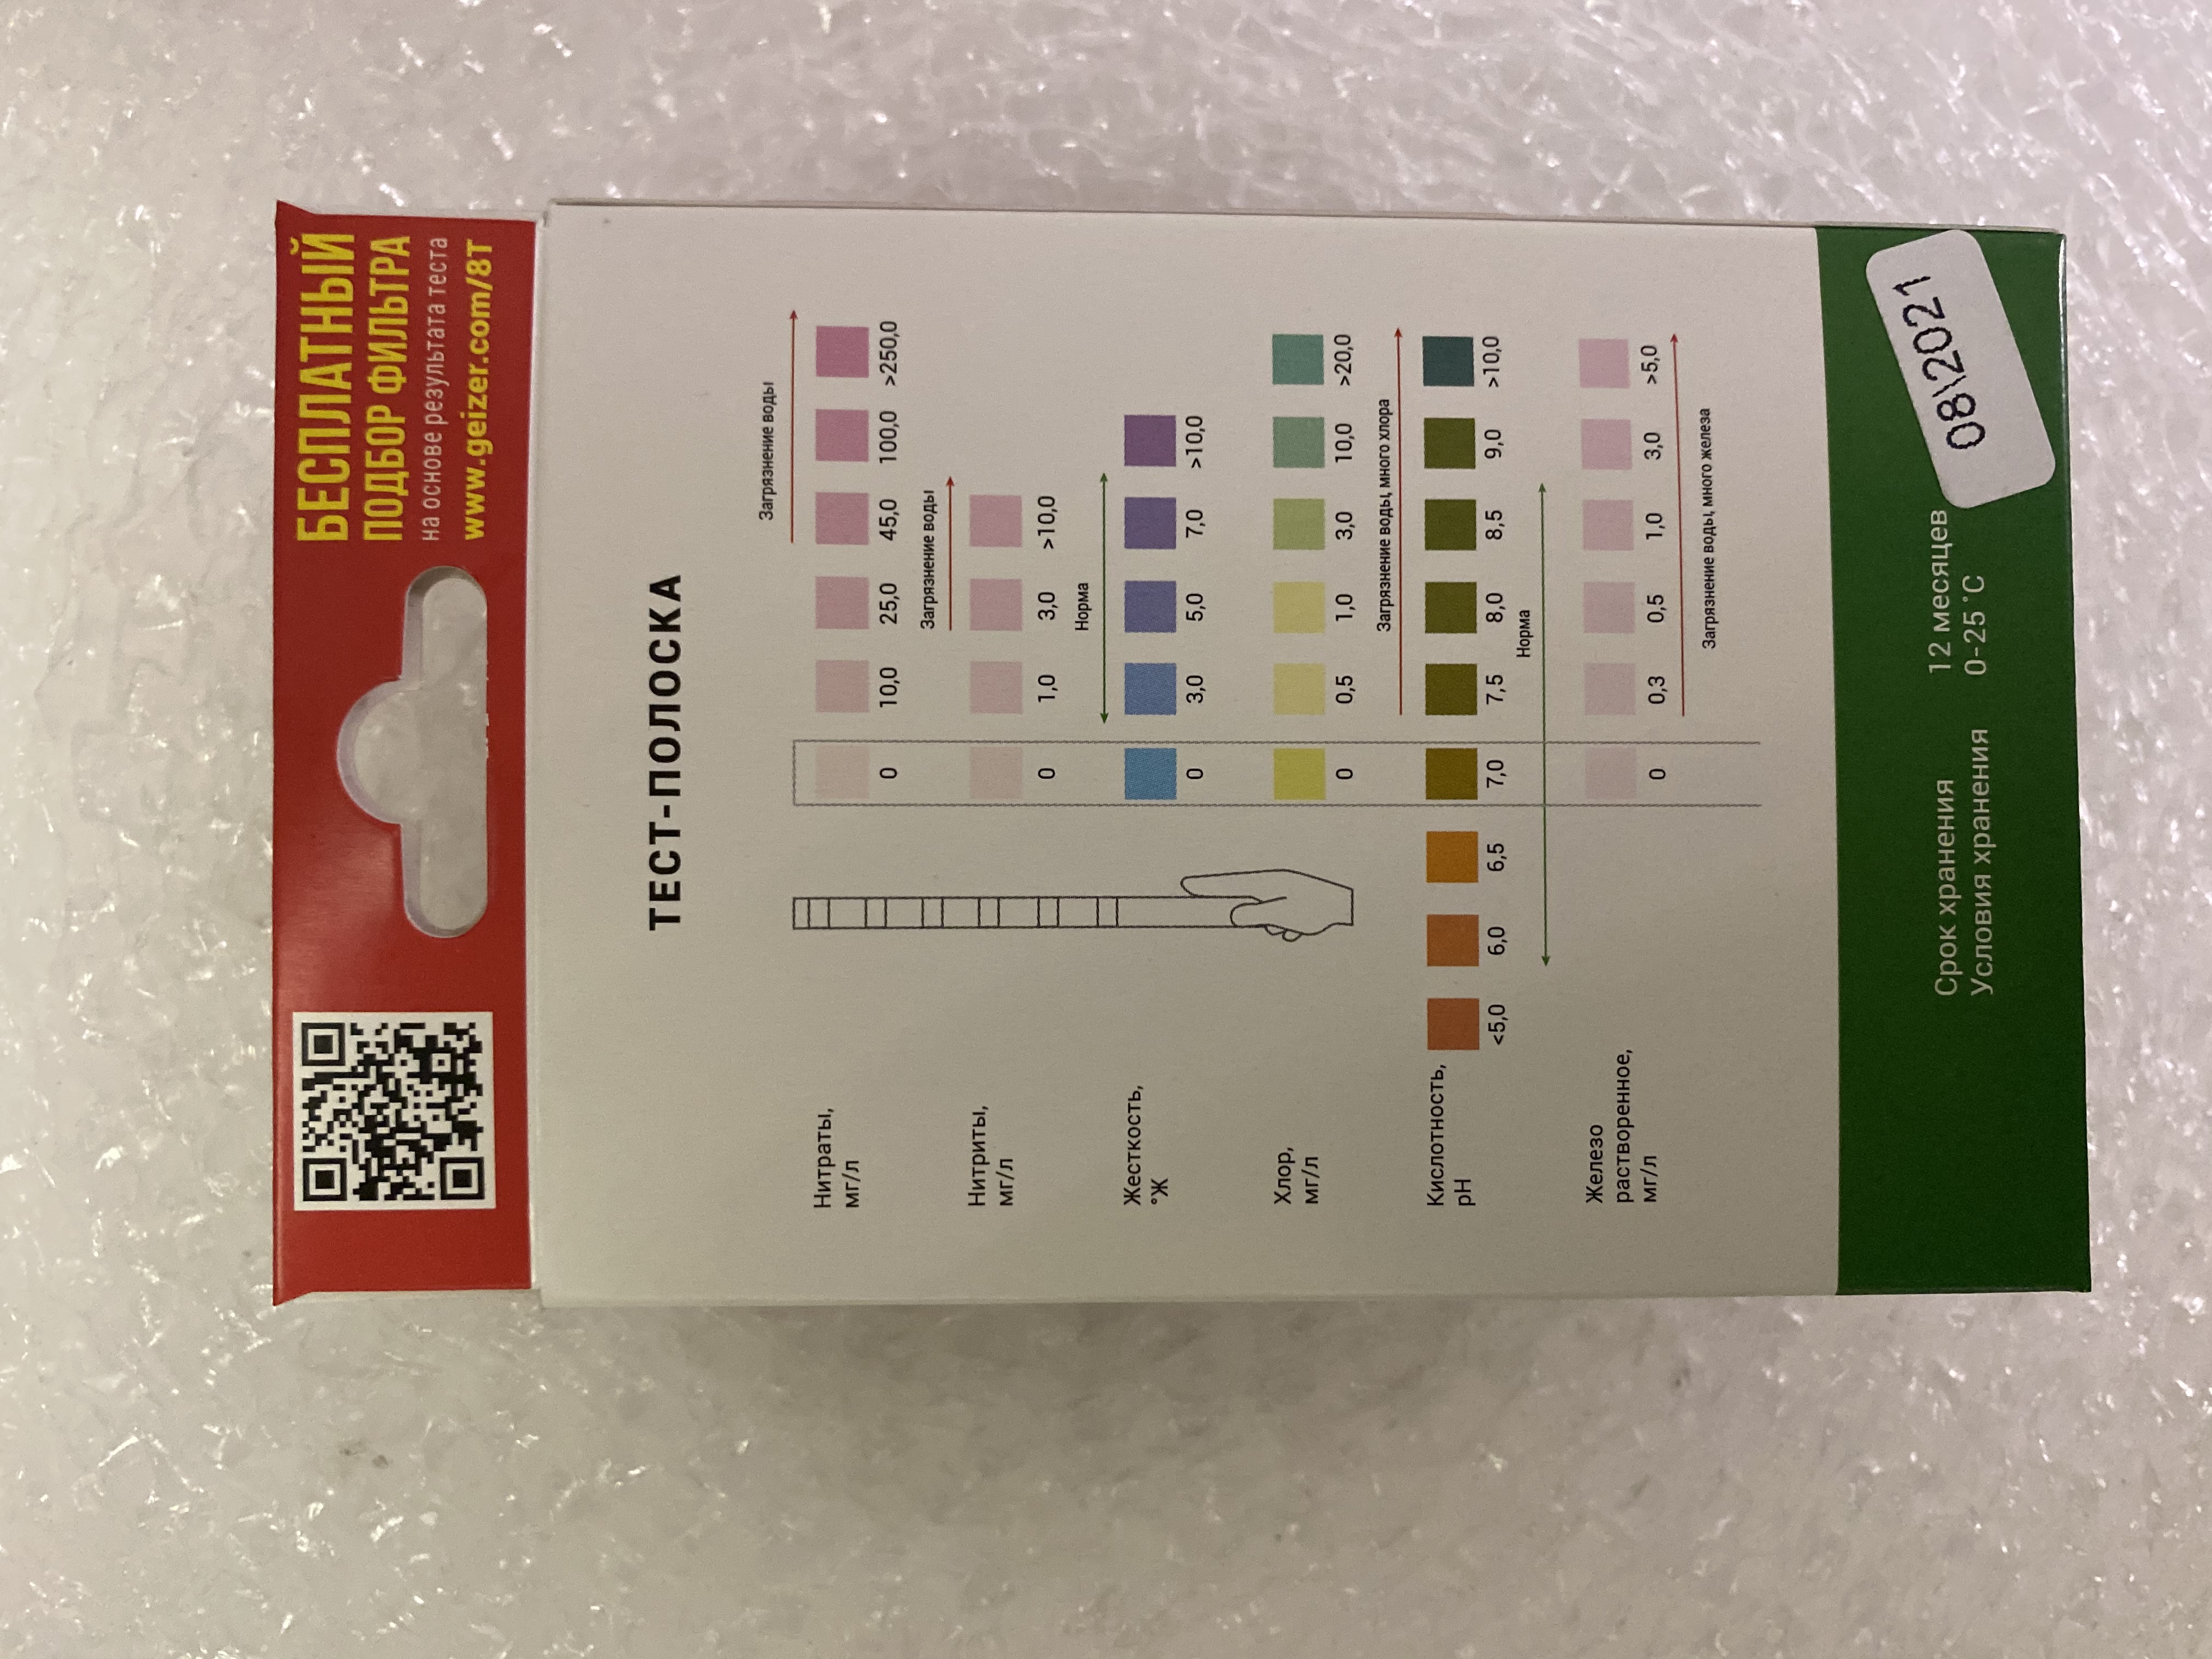 БЕСПЛАТНЫЙ
ПОДБОР ФИЛЬТРА
на основе результата теста
www.geizer.com/8T
ТЕСТ-ПОЛОСКА
Загрязнение воды
Нитраты,
мг/л
0 10,0 25,0 45,0 100,0 >250,0
Загрязнение воды
Нитриты,
мг/л
0 1,0 3,0 >10,0
Норма
Жесткость,
°Ж
0 3,0 5,0 7,0 >10,0
Хлор,
мг/л
0 0,5 1,0 3,0 10,0 >20,0
Загрязнение воды, много хлора
Кислотность,
pH
<5,0 6,0 6,5 7,0 7,5 8,0 8,5 9,0 >10,0
Норма
Железо
растворенное,
мг/л
0 0,3 0,5 1,0 3,0 >5,0
Загрязнение воды, много железа
Срок хранения 12 месяцев
Условия хранения 0-25˚C
08\2021